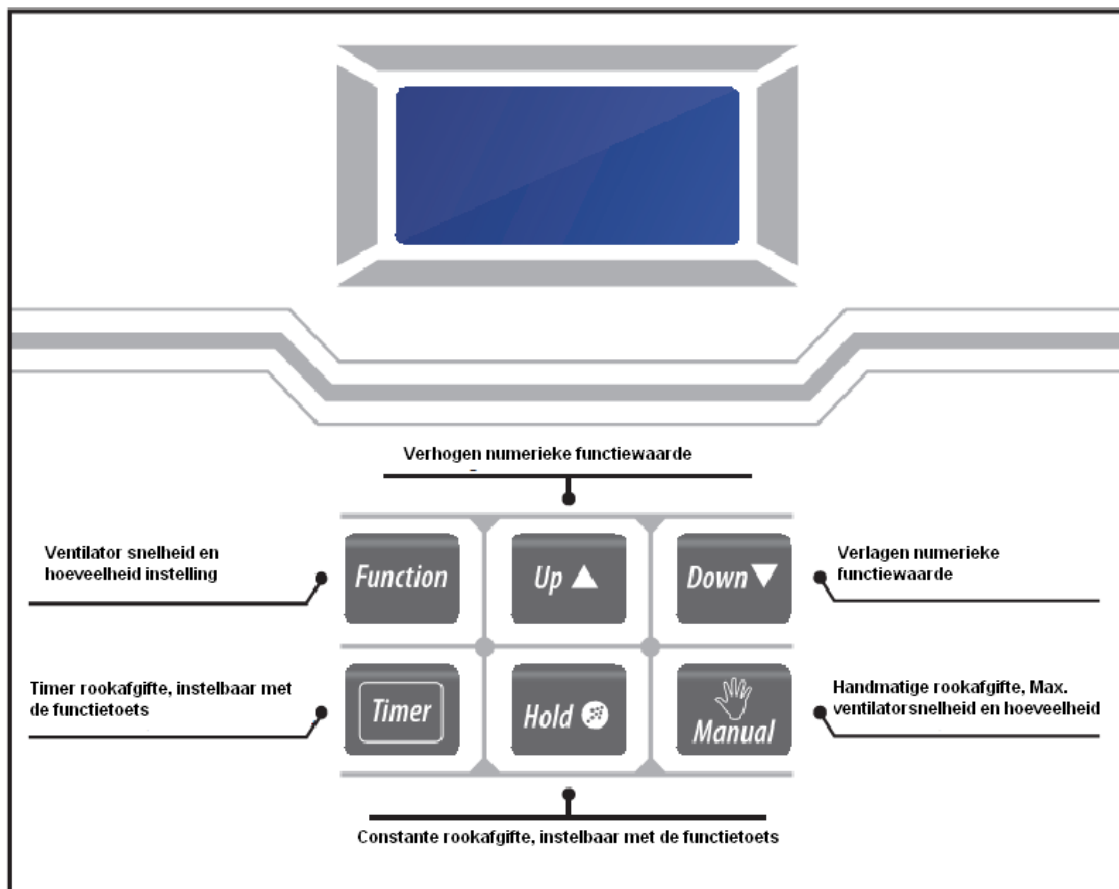 Verhogen numerieke functiewaarde
Ventilator snelheid en
hoeveelheid instelling
Function
Up
Down
Verlagen numerieke
functiewaarde
Timer rookafgifte, instelbaar met
de functietoets
Timer
Hold
Manual
Handmatige rookafgifte, Max.
ventilatorsnelheid en hoeveelheid
Constante rookafgifte, instelbaar met de functietoets